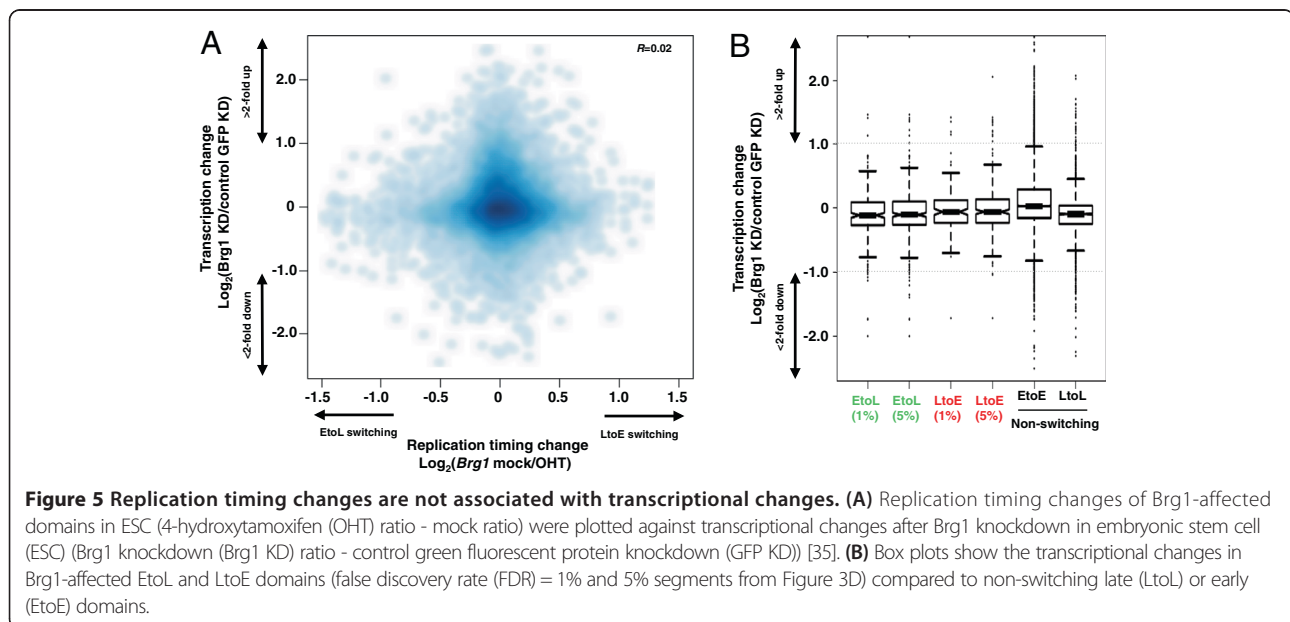 A
R=0.02
>2-fold up
<2-fold down
Transcription change
Log2(Brg1 KD/control GFP KD)
2.0
1.0
0
-1.0
-2.0
-1.5 -1.0 -0.5 0 0.5 1.0 1.5
EtoL switching
LtoE switching
Replication timing change
Log2(Brg1 mock/OHT)
B
>2-fold up
<2-fold down
Transcription change
Log2(Brg1 KD/control GFP KD)
2.0
1.0
0
-1.0
-2.0
EtoL (1%)
EtoL (5%)
LtoE (1%)
LtoE (5%)
EtoE
LtoL
Non-switching
Figure 5 Replication timing changes are not associated with transcriptional changes. (A) Replication timing changes of Brg1-affected
domains in ESC (4-hydroxytamoxifen (OHT) ratio - mock ratio) were plotted against transcriptional changes after Brg1 knockdown in embryonic stem cell
(ESC) (Brg1 knockdown (Brg1 KD) ratio - control green fluorescent protein knockdown (GFP KD)) [35]. (B) Box plots show the transcriptional changes in
Brg1-affected EtoL and LtoE domains (false discovery rate (FDR) = 1% and 5% segments from Figure 3D) compared to non-switching late (LtoL) or early
(EtoE) domains.